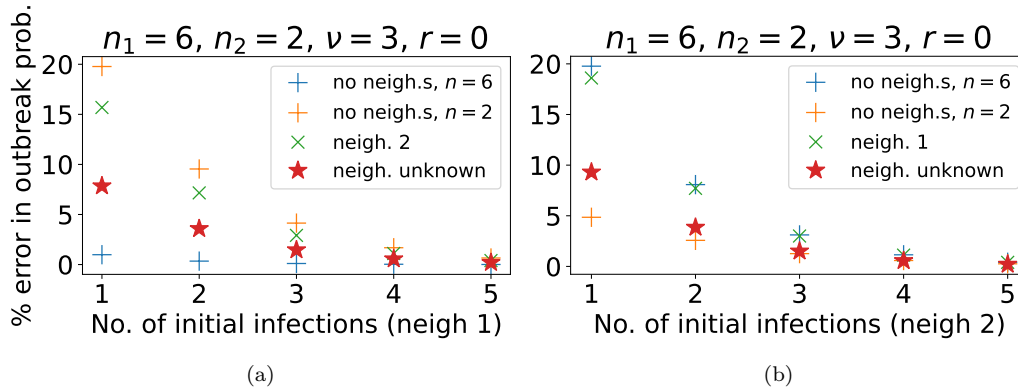 n₁ = 6, n₂ = 2, ν = 3, r = 0
% error in outbreak prob.
20
15
10
5
0
no neigh.s, n = 6
no neigh.s, n = 2
neigh. 2
neigh. unknown
1 2 3 4 5
No. of initial infections (neigh 1)
(a)
n₁ = 6, n₂ = 2, ν = 3, r = 0
20
15
10
5
0
no neigh.s, n = 6
no neigh.s, n = 2
neigh. 1
neigh. unknown
1 2 3 4 5
No. of initial infections (neigh 2)
(b)